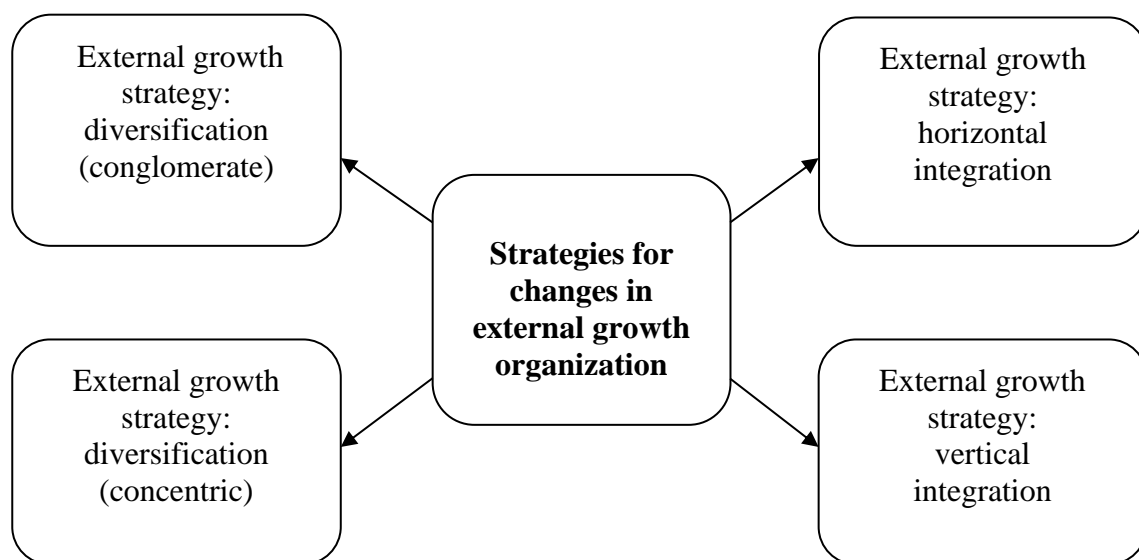 External growth
strategy:
diversification
(conglomerate)
External growth
strategy:
horizontal
integration
Strategies for
changes in
external growth
organization
External growth
strategy:
diversification
(concentric)
External growth
strategy:
vertical
integration